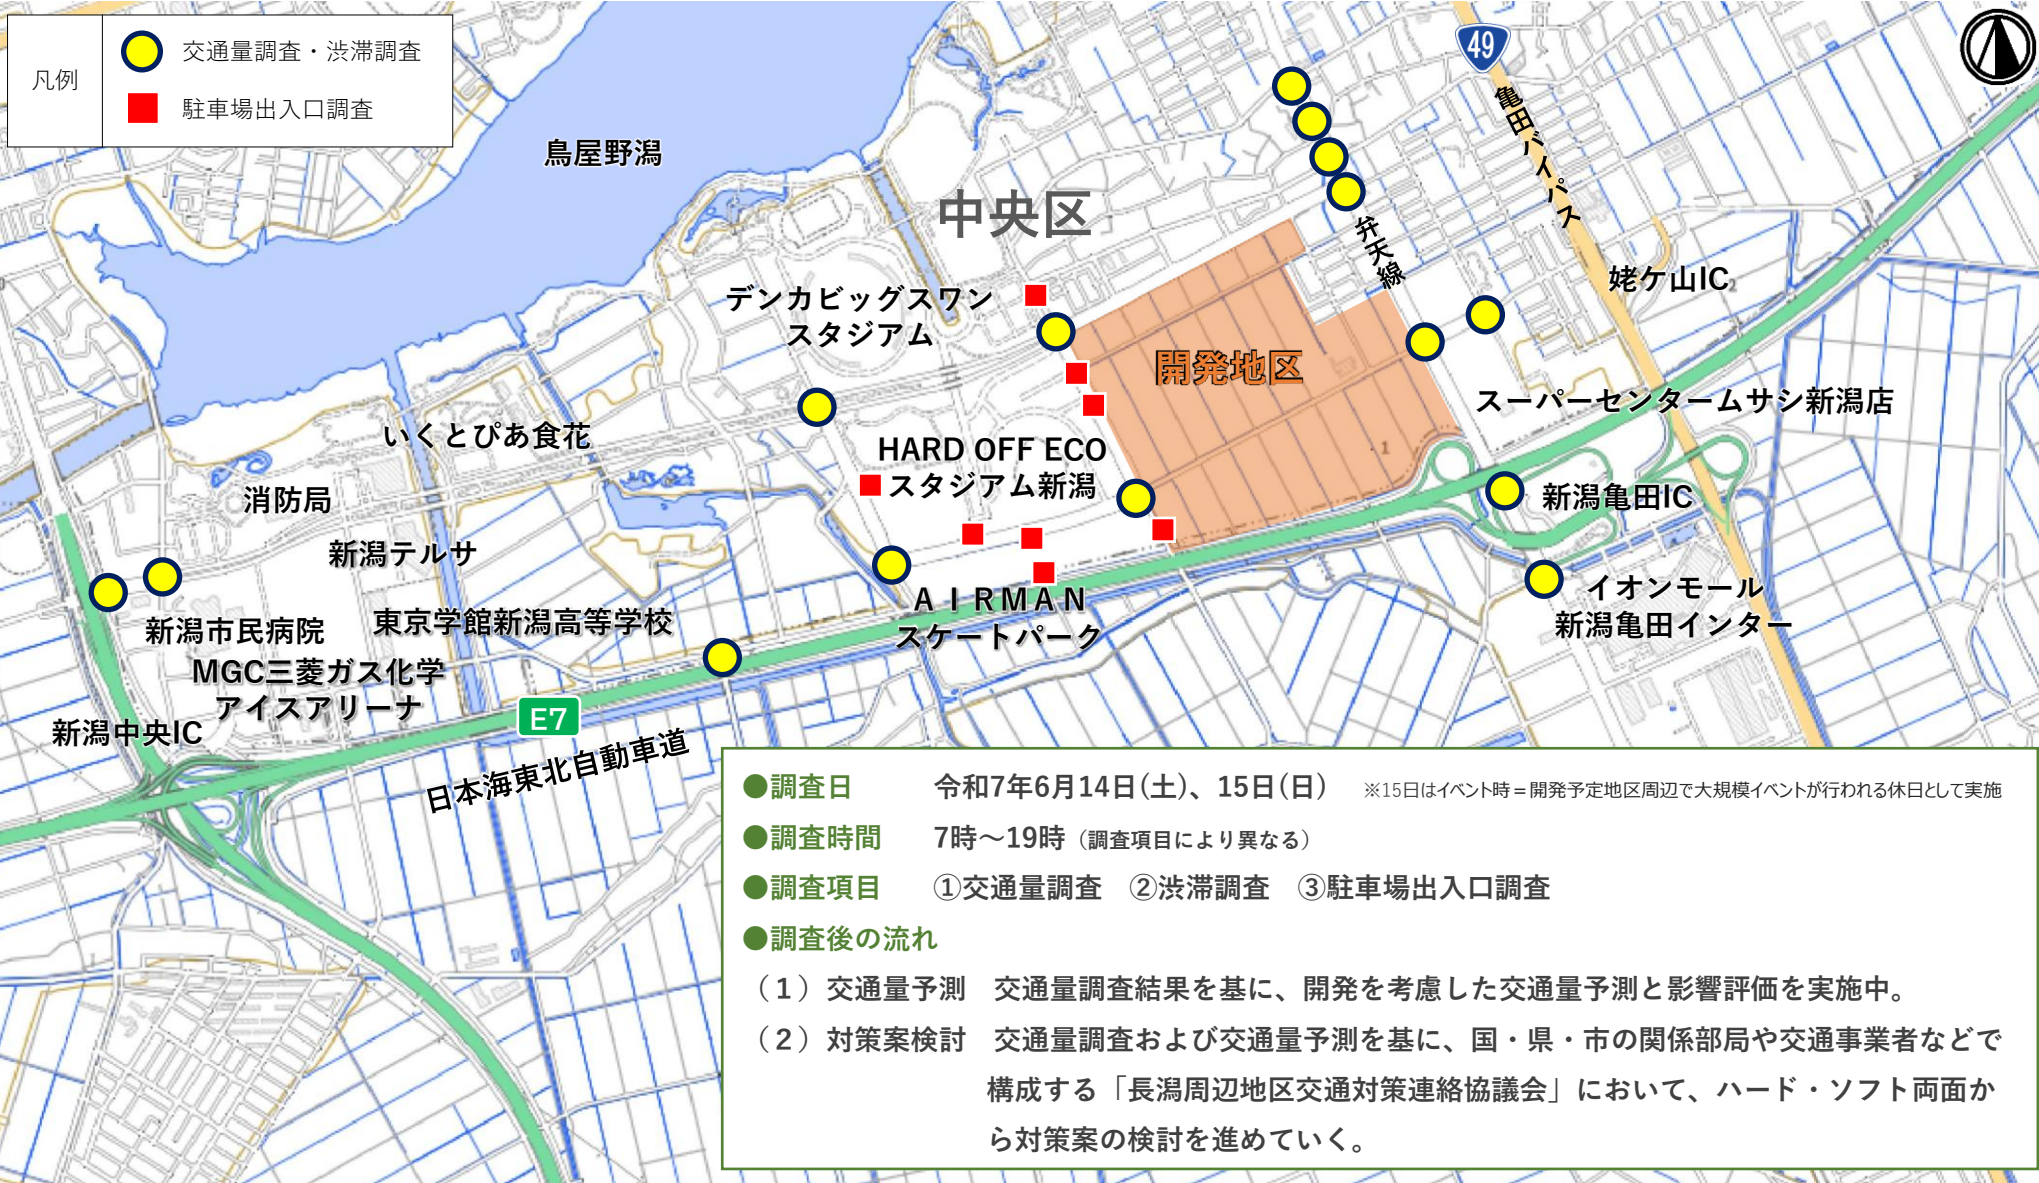 凡例
交通量調査・渋滞調査
駐車場出入口調査
49
亀田バイパス
鳥屋野潟
中央区
弁天線
姥ケ山IC
デンカビッグスワン
スタジアム
開発地区
スーパーセンタームサシ新潟店
いくとぴあ食花
HARD OFF ECO
スタジアム新潟
消防局
新潟亀田IC
新潟テルサ
イオンモール
新潟亀田インター
AIRMAN
スケートパーク
東京学館新潟高等学校
新潟市民病院
MGC三菱ガス化学
アイスアリーナ
新潟中央IC
E7
日本海東北自動車道
●調査日 令和7年6月14日(土)、15日(日) ※15日はイベント時＝開発予定地区周辺で大規模イベントが行われる休日として実施
●調査時間 7時～19時（調査項目により異なる）
●調査項目 ①交通量調査 ②渋滞調査 ③駐車場出入口調査
●調査後の流れ
（１）交通量予測 交通量調査結果を基に、開発を考慮した交通量予測と影響評価を実施中。
（２）対策案検討 交通量調査および交通量予測を基に、国・県・市の関係部局や交通事業者などで
構成する「長潟周辺地区交通対策連絡協議会」において、ハード・ソフト両面か
ら対策案の検討を進めていく。